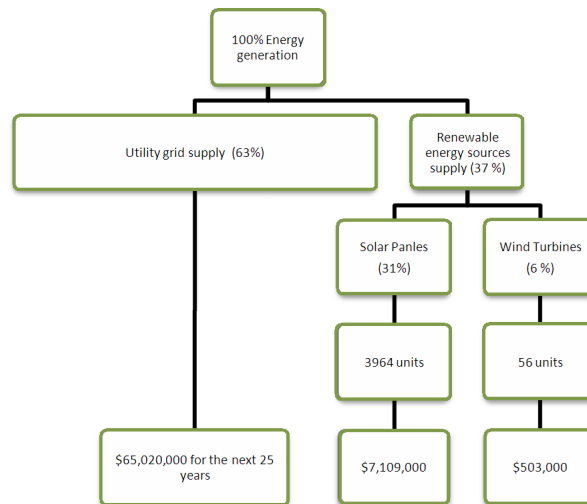 100% Energy
generation
Utility grid supply (63%)
Renewable
energy sources
supply (37 %)
Solar Panles
(31%)
Wind Turbines
(6 %)
3964 units
56 units
$65,020,000 for the next 25
years
$7,109,000
$503,000